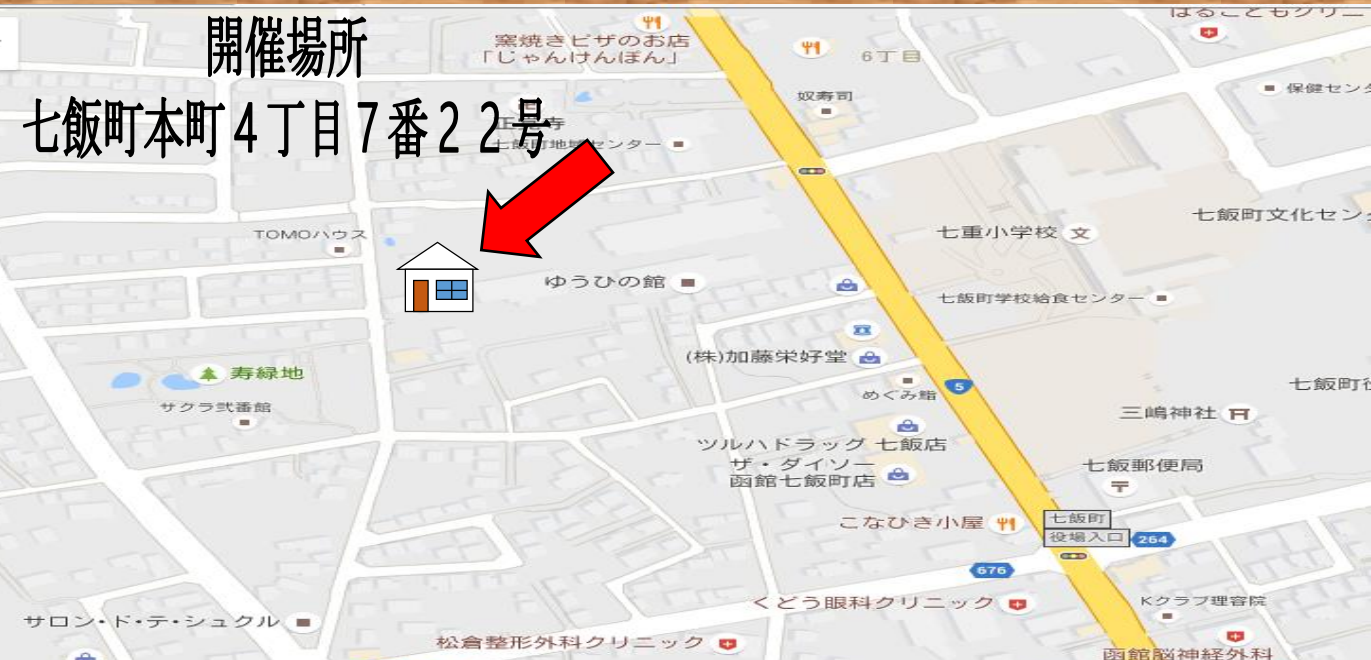 開催場所
七飯町本町４丁目７番２２号
窯焼きピザのお店
「じゃんけんぽん」
6丁目
奴寿司
保健センタ
七飯町地域センター
TOMOハウス
七重小学校
文
七飯町文化セン
ゆうひの館
七飯町学校給食センター
(株)加藤栄好堂
寿緑地
めぐみ鮨
5
七飯町
サクラ弐番館
三嶋神社
ツルハドラッグ 七飯店
ザ・ダイソー
函館七飯町店
七飯郵便局
〒
こなひき小屋
七飯町
役場入口
264
676
くどう眼科クリニック
Kクラブ理容院
サロン・ド・テ・シュクル
松倉整形外科クリニック
函館脳神経外科